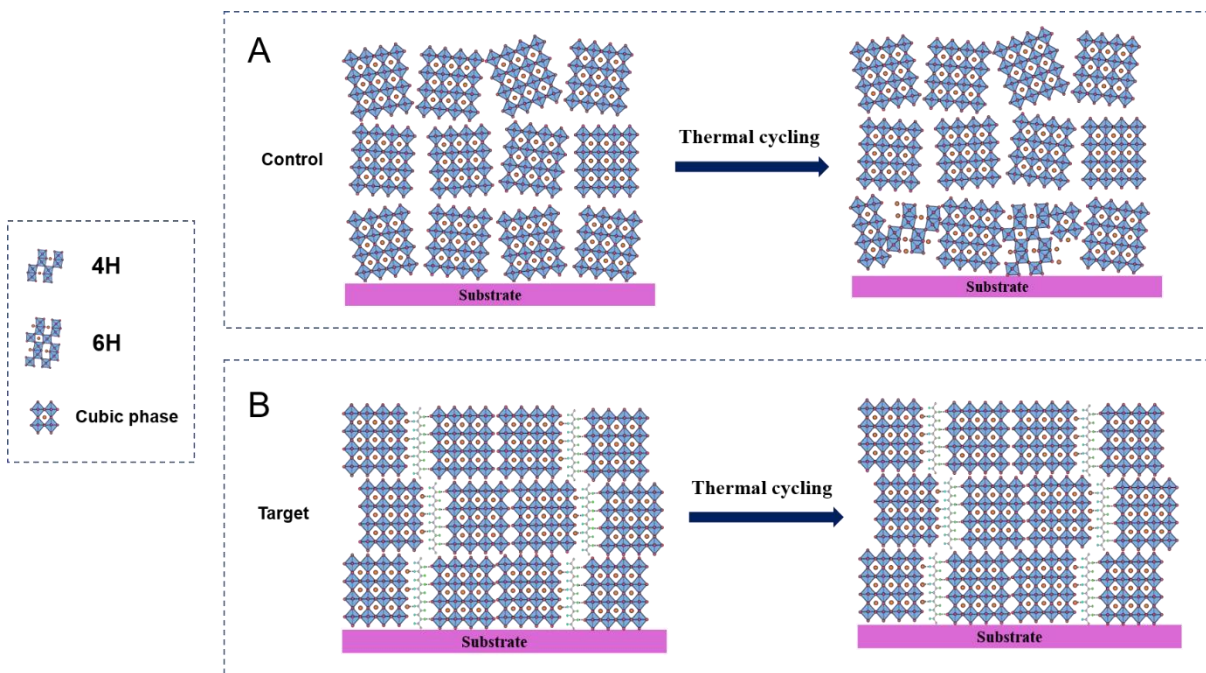 A
Control
Thermal cycling
Substrate
Substrate
4H
6H
Cubic phase
B
Target
Thermal cycling
Substrate
Substrate